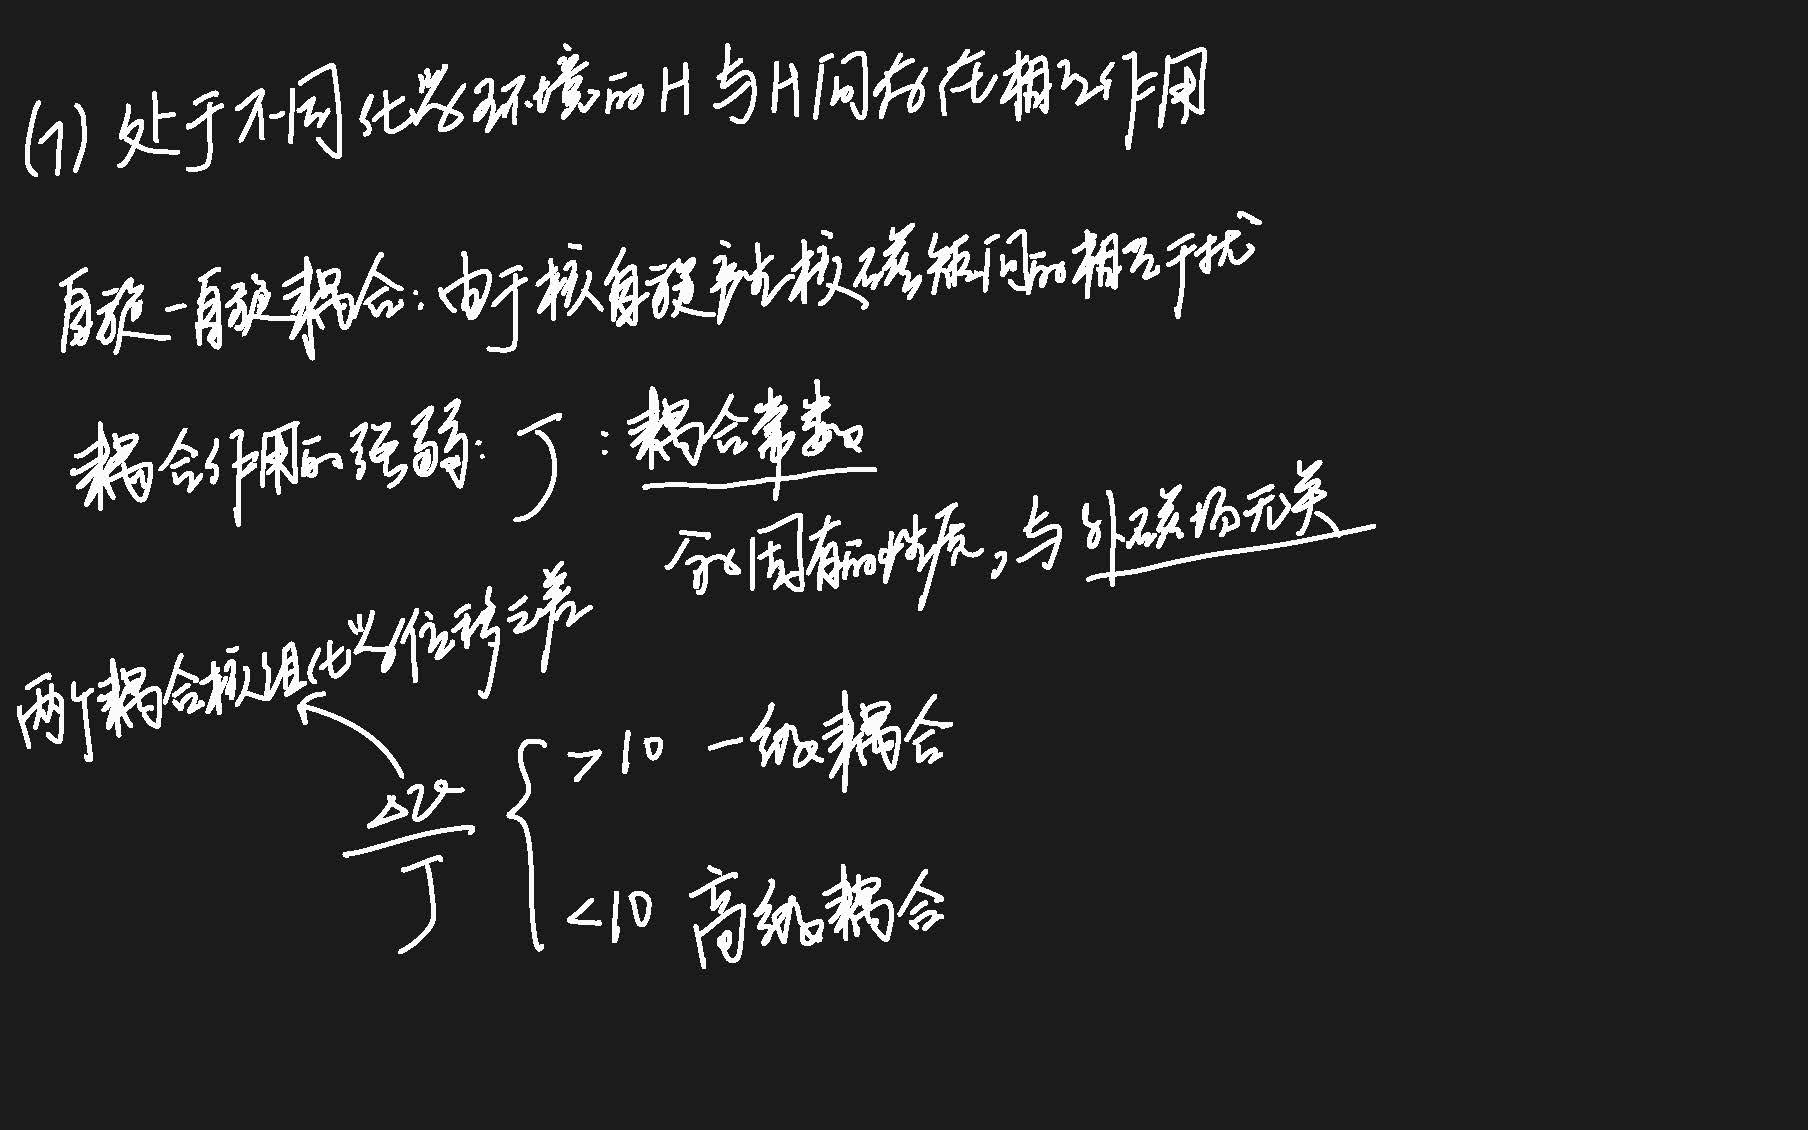 (1) 处于不同化学环境的H与H间存在相互作用
自旋-自旋耦合：由于核自旋产生核磁矩间的相互干扰
耦合作用的强弱：J：耦合常数
分子固有的性质，与外磁场无关
两个耦合核组化学位移之差
Δν/J { >10 一级耦合
<10 高级耦合